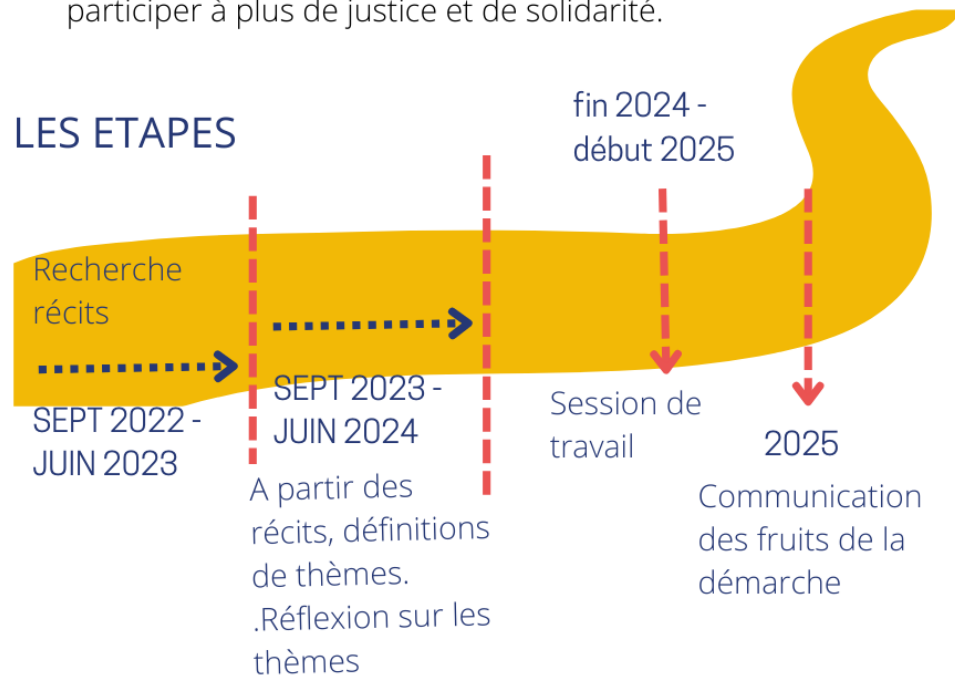 participer à plus de justice et de solidarité.
LES ETAPES
Recherche
récits
SEPT 2022 -
JUIN 2023
SEPT 2023 -
JUIN 2024
A partir des
récits, définitions
de thèmes.
.Réflexion sur les
thèmes
fin 2024 -
début 2025
Session de
travail
2025
Communication
des fruits de la
démarche